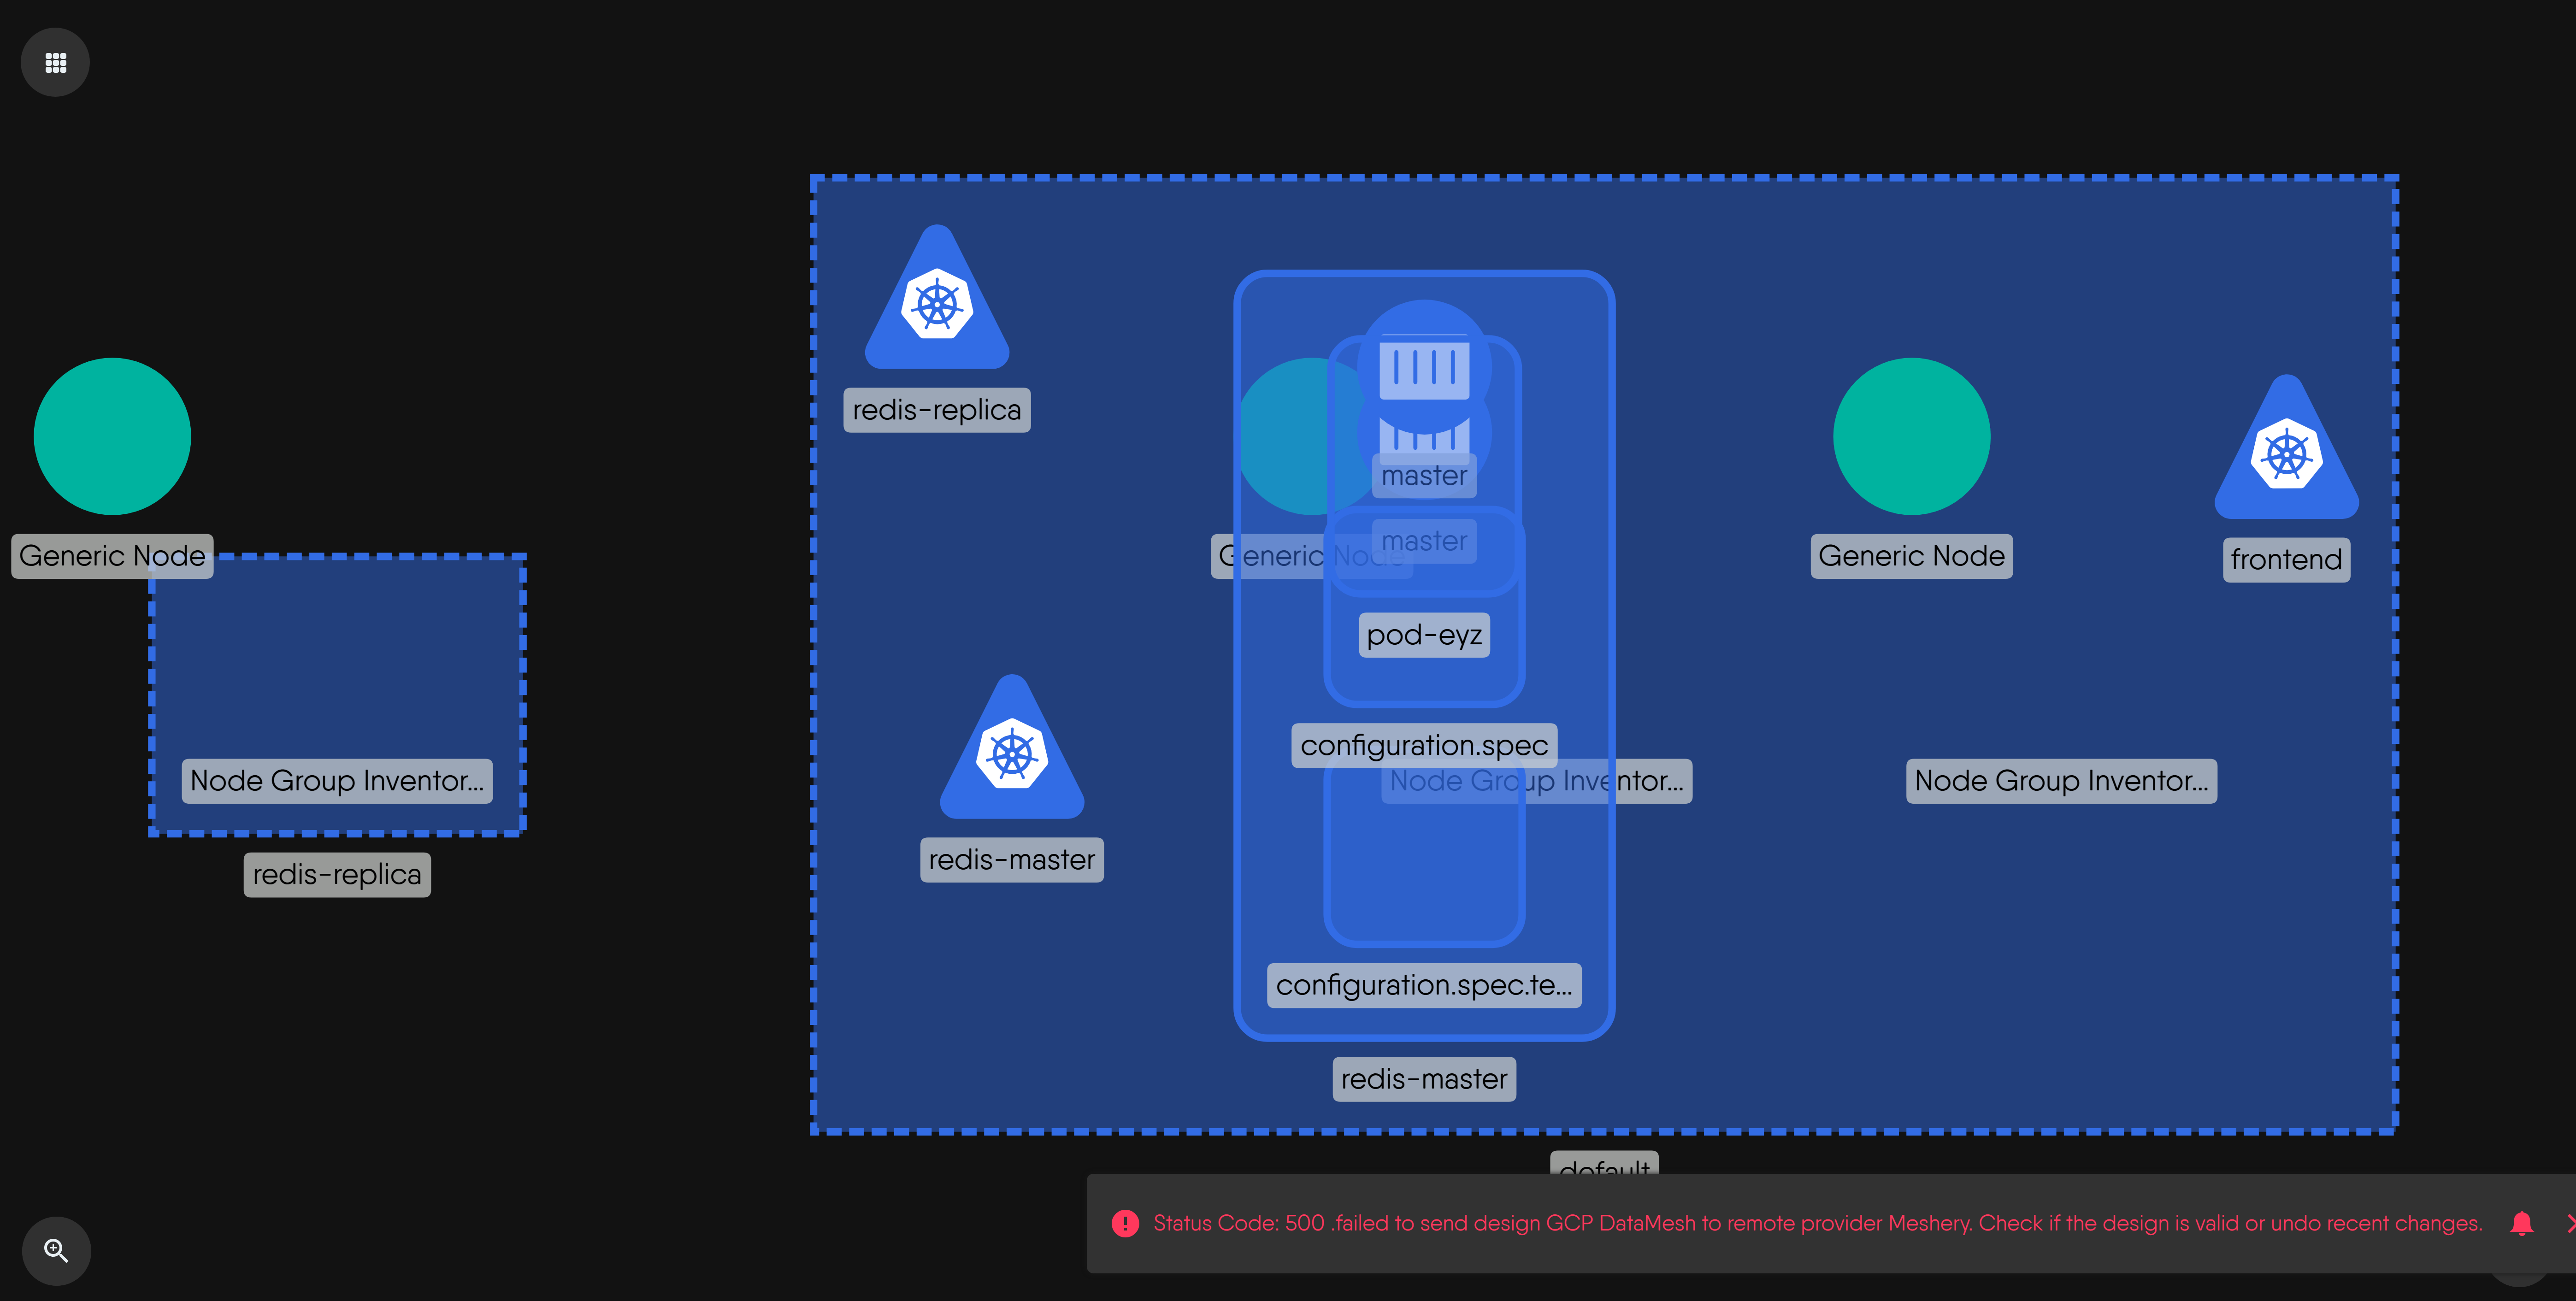 redis-replica
master
master
Generic Node
Generic Node
Generic Node
frontend
pod-eyz
configuration.spec
Node Group Inventor...
Node Group Inventor...
Node Group Inventor...
redis-master
redis-replica
configuration.spec.te...
redis-master
default
Status Code: 500 .failed to send design GCP DataMesh to remote provider Meshery. Check if the design is valid or undo recent changes.